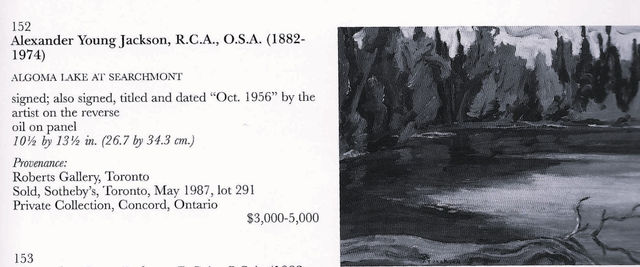 152
Alexander Young Jackson, R.C.A., O.S.A. (1882-
1974)
ALGOMA LAKE AT SEARCHMONT
signed; also signed, titled and dated “Oct. 1956” by the
artist on the reverse
oil on panel
10½ by 13½ in. (26.7 by 34.3 cm.)
Provenance:
Roberts Gallery, Toronto
Sold, Sotheby's, Toronto, May 1987, lot 291
Private Collection, Concord, Ontario
$3,000-5,000
153